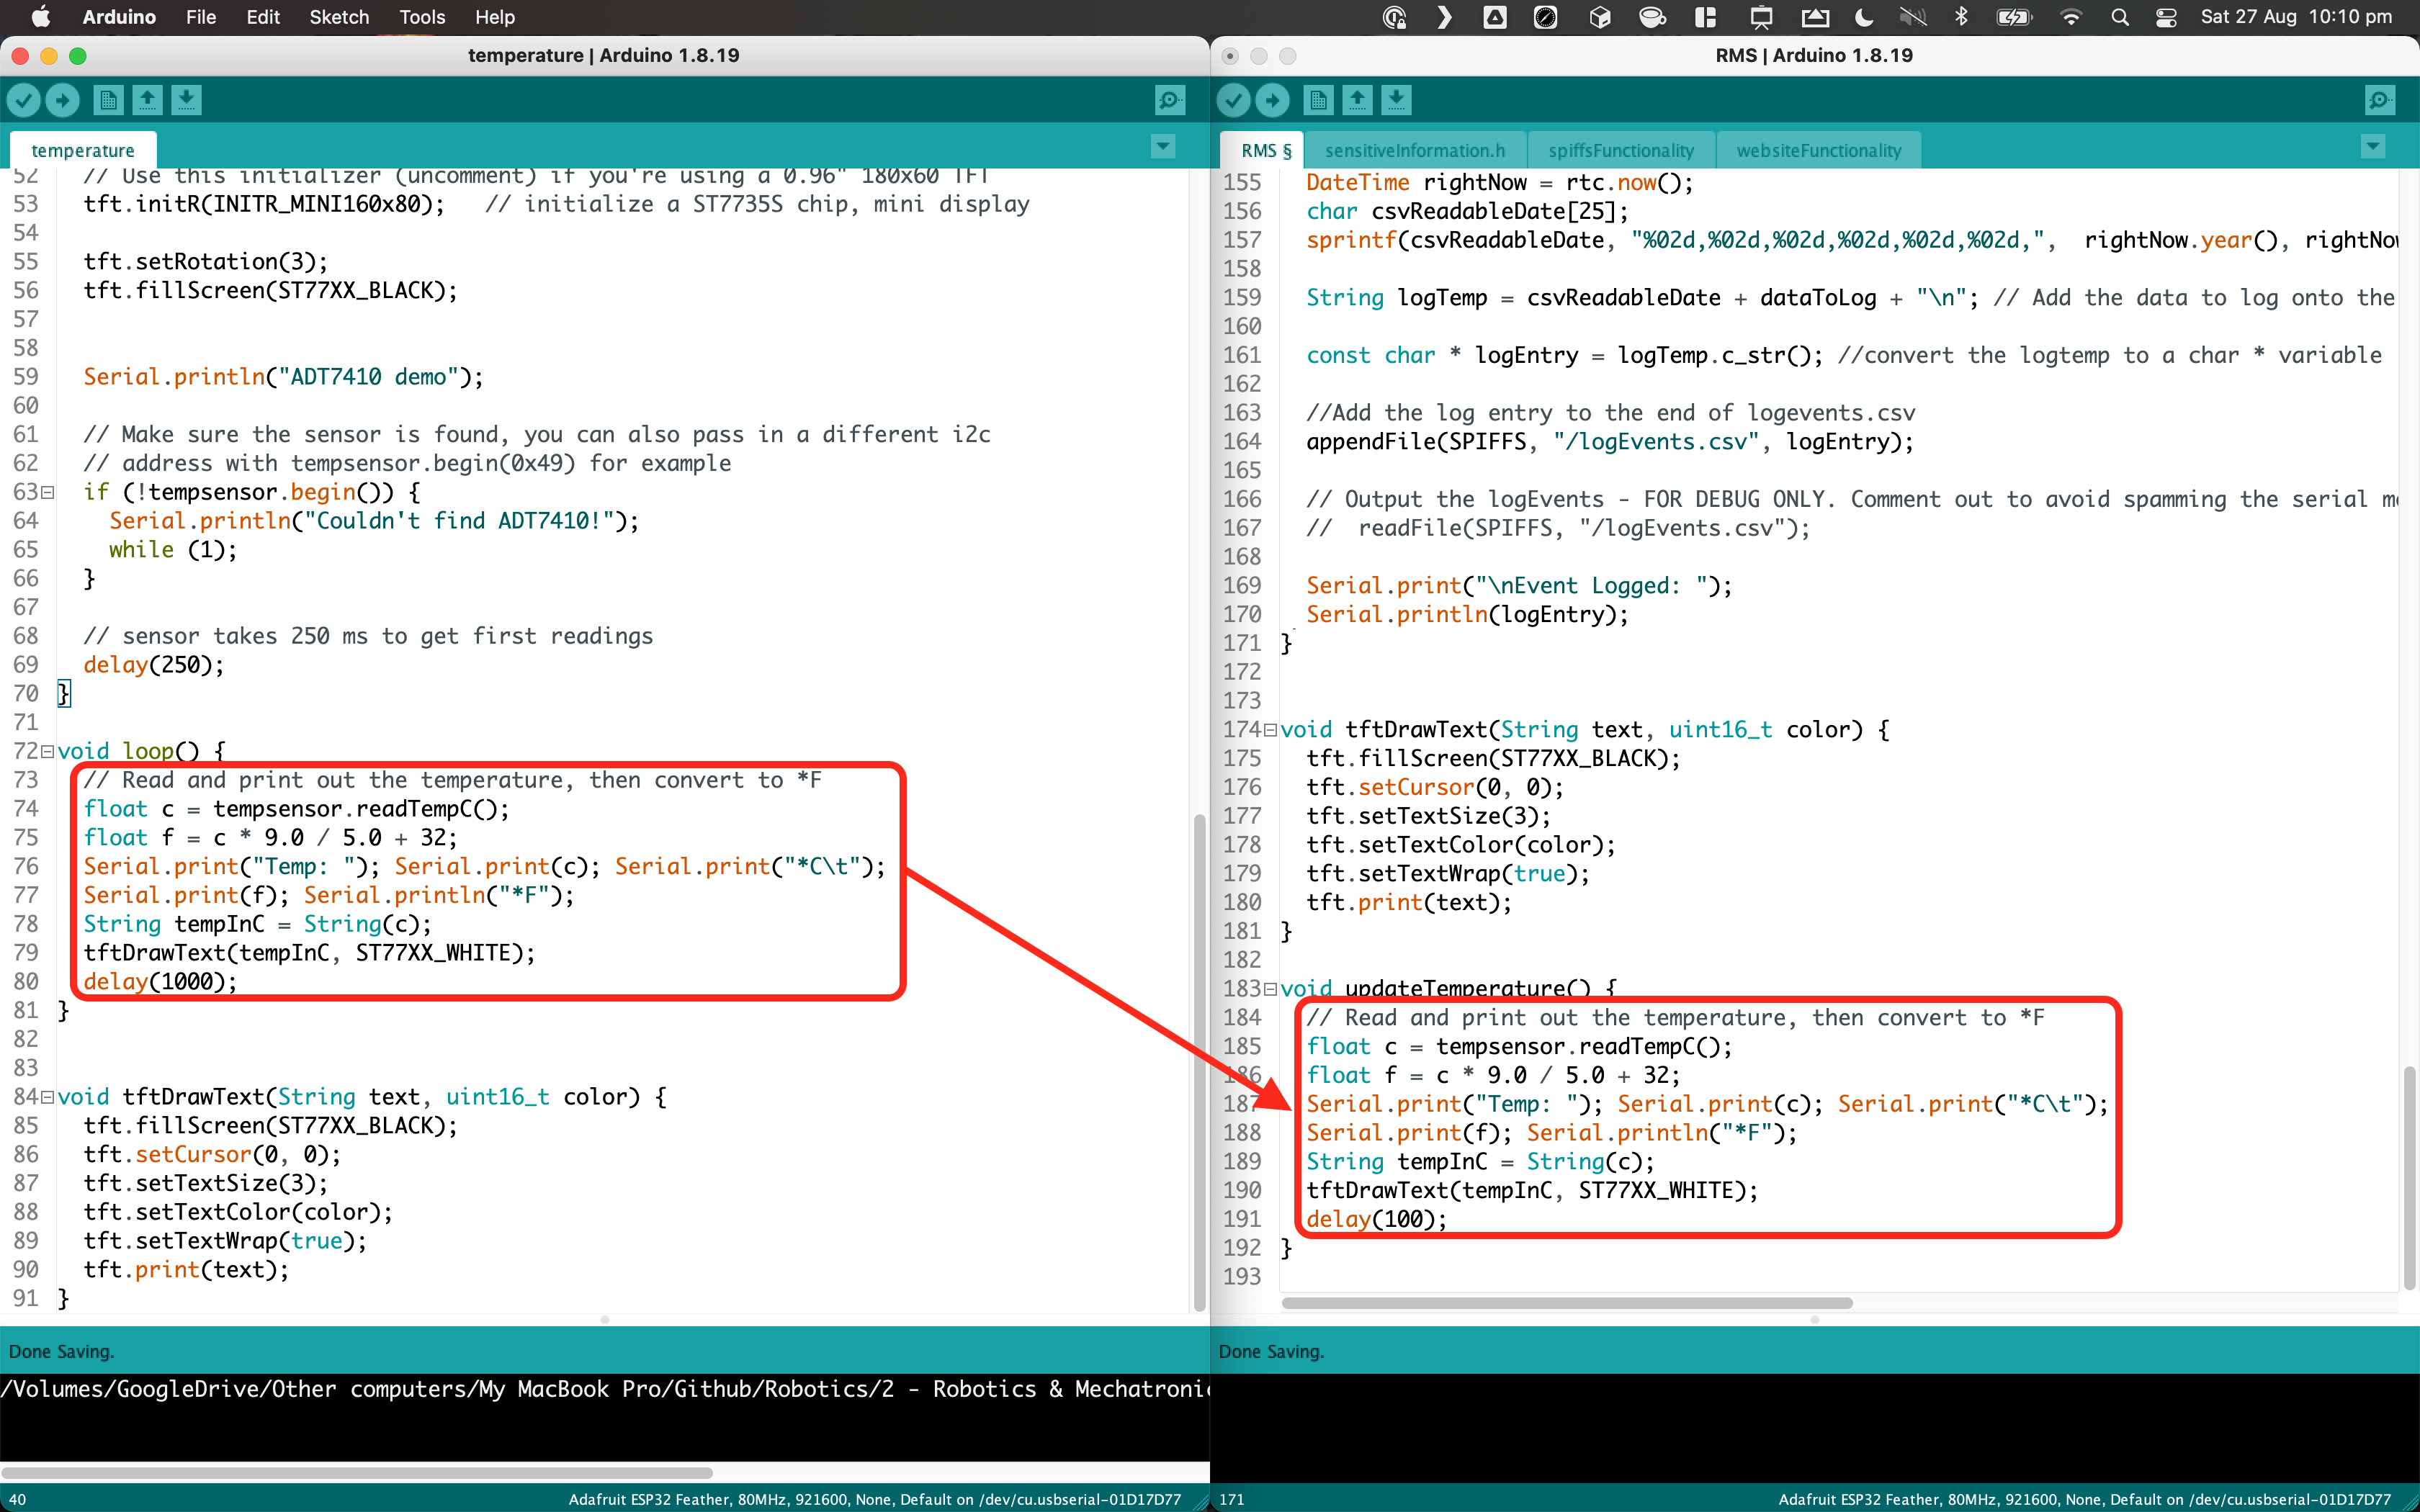 Arduino File Edit Sketch Tools Help
Sat 27 Aug 10:10 pm
temperature | Arduino 1.8.19
temperature
52 // Use this initializer (uncomment) if you're using a 0.96" 180x60 TFT
53 tft.initR(INITR_MINI160x80); // initialize a ST7735S chip, mini display
54
55 tft.setRotation(3);
56 tft.fillScreen(ST77XX_BLACK);
57
58
59 Serial.println("ADT7410 demo");
60
61 // Make sure the sensor is found, you can also pass in a different i2c
62 // address with tempsensor.begin(0x49) for example
63 if (!tempsensor.begin()) {
64 Serial.println("Couldn't find ADT7410!");
65 while (1);
66 }
67
68 // sensor takes 250 ms to get first readings
69 delay(250);
70 }
71
72 void loop() {
73 // Read and print out the temperature, then convert to *F
74 float c = tempsensor.readTempC();
75 float f = c * 9.0 / 5.0 + 32;
76 Serial.print("Temp: "); Serial.print(c); Serial.print("*C\t");
77 Serial.print(f); Serial.println("*F");
78 String tempInC = String(c);
79 tftDrawText(tempInC, ST77XX_WHITE);
80 delay(1000);
81 }
82
83
84 void tftDrawText(String text, uint16_t color) {
85 tft.fillScreen(ST77XX_BLACK);
86 tft.setCursor(0, 0);
87 tft.setTextSize(3);
88 tft.setTextColor(color);
89 tft.setTextWrap(true);
90 tft.print(text);
91 }
Done Saving.
/Volumes/GoogleDrive/Other computers/My MacBook Pro/Github/Robotics/2 - Robotics & Mechatronic
40 Adafruit ESP32 Feather, 80MHz, 921600, None, Default on /dev/cu.usbserial-01D17D77
RMS | Arduino 1.8.19
RMS § sensitiveInformation.h spiffsFunctionality websiteFunctionality
155 DateTime rightNow = rtc.now();
156 char csvReadableDate[25];
157 sprintf(csvReadableDate, "%02d,%02d,%02d,%02d,%02d,%02d,", rightNow.year(), rightNo
158
159 String logTemp = csvReadableDate + dataToLog + "\n"; // Add the data to log onto the
160
161 const char * logEntry = logTemp.c_str(); //convert the logtemp to a char * variable
162
163 //Add the log entry to the end of logevents.csv
164 appendFile(SPIFFS, "/logEvents.csv", logEntry);
165
166 // Output the logEvents - FOR DEBUG ONLY. Comment out to avoid spamming the serial m
167 // readFile(SPIFFS, "/logEvents.csv");
168
169 Serial.print("\nEvent Logged: ");
170 Serial.println(logEntry);
171 }
172
173
174 void tftDrawText(String text, uint16_t color) {
175 tft.fillScreen(ST77XX_BLACK);
176 tft.setCursor(0, 0);
177 tft.setTextSize(3);
178 tft.setTextColor(color);
179 tft.setTextWrap(true);
180 tft.print(text);
181 }
182
183 void updateTemperature() {
184 // Read and print out the temperature, then convert to *F
185 float c = tempsensor.readTempC();
186 float f = c * 9.0 / 5.0 + 32;
187 Serial.print("Temp: "); Serial.print(c); Serial.print("*C\t");
188 Serial.print(f); Serial.println("*F");
189 String tempInC = String(c);
190 tftDrawText(tempInC, ST77XX_WHITE);
191 delay(100);
192 }
193
Done Saving.
171 Adafruit ESP32 Feather, 80MHz, 921600, None, Default on /dev/cu.usbserial-01D17D77